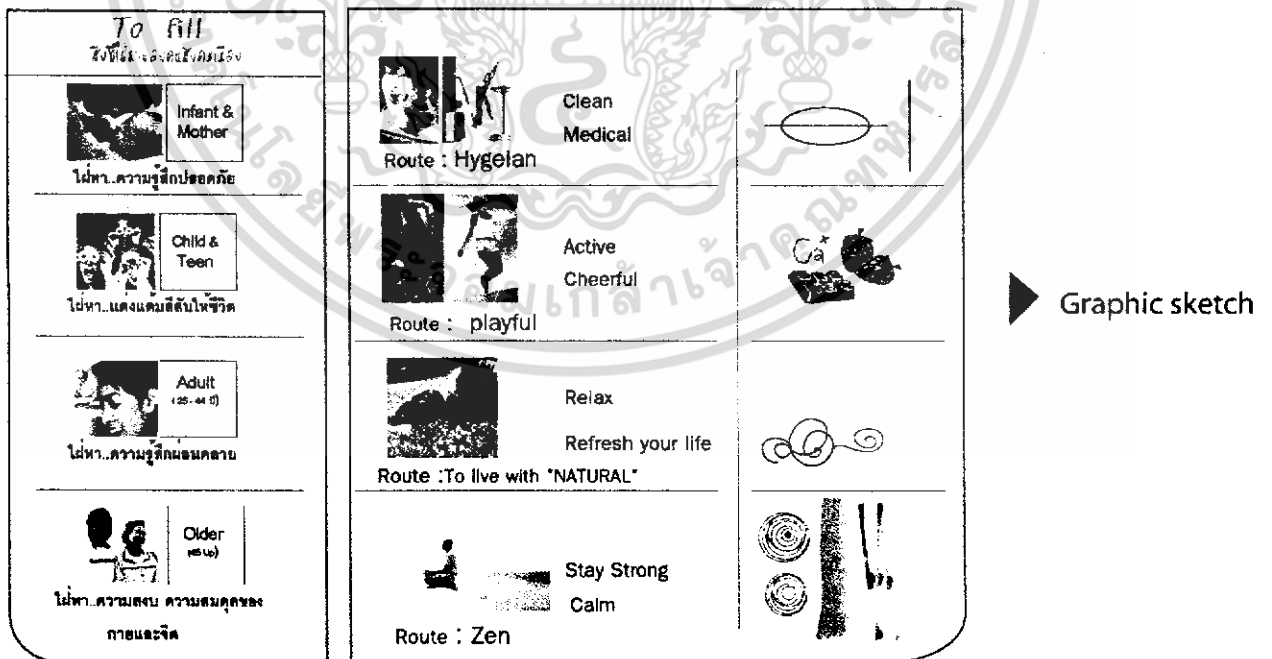 To fill
Infant &
Mother
ใฝ่หา..ความรู้สึกปลอดภัย
Child &
Teen
ใฝ่หา..แต่งแต้มสีสันให้ชีวิต
Adult
(25-44 ปี)
ใฝ่หา..ความรู้สึกผ่อนคลาย
Older
(45 Up)
ใฝ่หา..ความสงบ ความสมดุลของ
กายและจิต
Clean
Medical
Route : Hygeian
Active
Cheerful
Route : playful
Relax
Refresh your life
Route :To live with "NATURAL"
Stay Strong
Calm
Route : Zen
Ca+
Graphic sketch